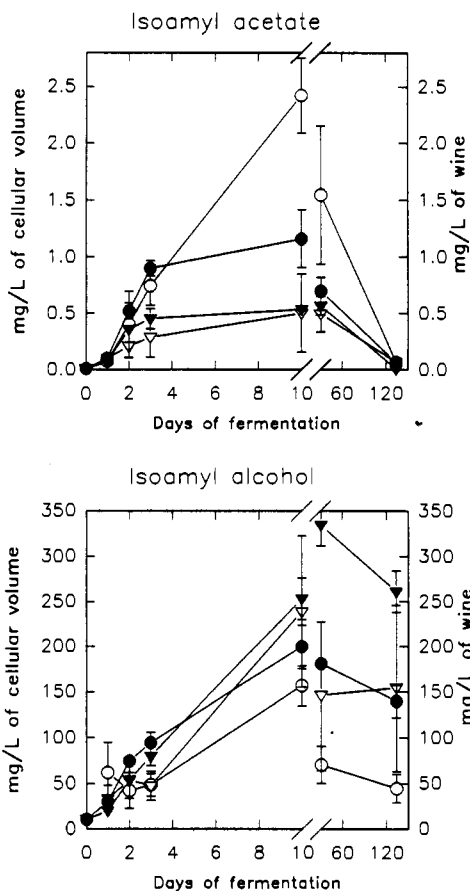 Isoamyl acetate
mg/L of cellular volume
2.5
2.0
1.5
1.0
0.5
0.0
2.5
2.0
1.5
1.0
0.5
0.0
mg/L of wine
0 2 4 6 8 10 60 120
Days of fermentation
Isoamyl alcohol
mg/L of cellular volume
350
300
250
200
150
100
50
0
350
300
250
200
150
100
50
0
mg/L of wine
0 2 4 6 8 10 60 120
Days of fermentation